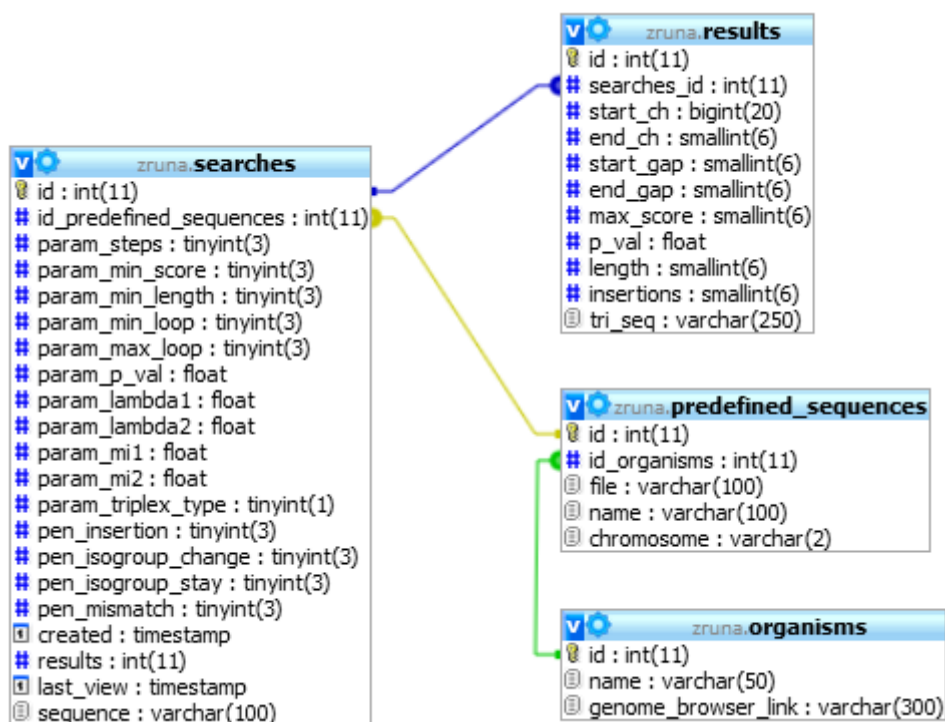 zruna.searches
id : int(11)
id_predefined_sequences : int(11)
param_steps : tinyint(3)
param_min_score : tinyint(3)
param_min_length : tinyint(3)
param_min_loop : tinyint(3)
param_max_loop : tinyint(3)
param_p_val : float
param_lambda1 : float
param_lambda2 : float
param_mi1 : float
param_mi2 : float
param_triplex_type : tinyint(1)
pen_insertion : tinyint(3)
pen_isogroup_change : tinyint(3)
pen_isogroup_stay : tinyint(3)
pen_mismatch : tinyint(3)
created : timestamp
results : int(11)
last_view : timestamp
sequence : varchar(100)
zruna.results
id : int(11)
searches_id : int(11)
start_ch : bigint(20)
end_ch : smallint(6)
start_gap : smallint(6)
end_gap : smallint(6)
max_score : smallint(6)
p_val : float
length : smallint(6)
insertions : smallint(6)
tri_seq : varchar(250)
zruna.predefined_sequences
id : int(11)
id_organisms : int(11)
file : varchar(100)
name : varchar(100)
chromosome : varchar(2)
zruna.organisms
id : int(11)
name : varchar(50)
genome_browser_link : varchar(300)